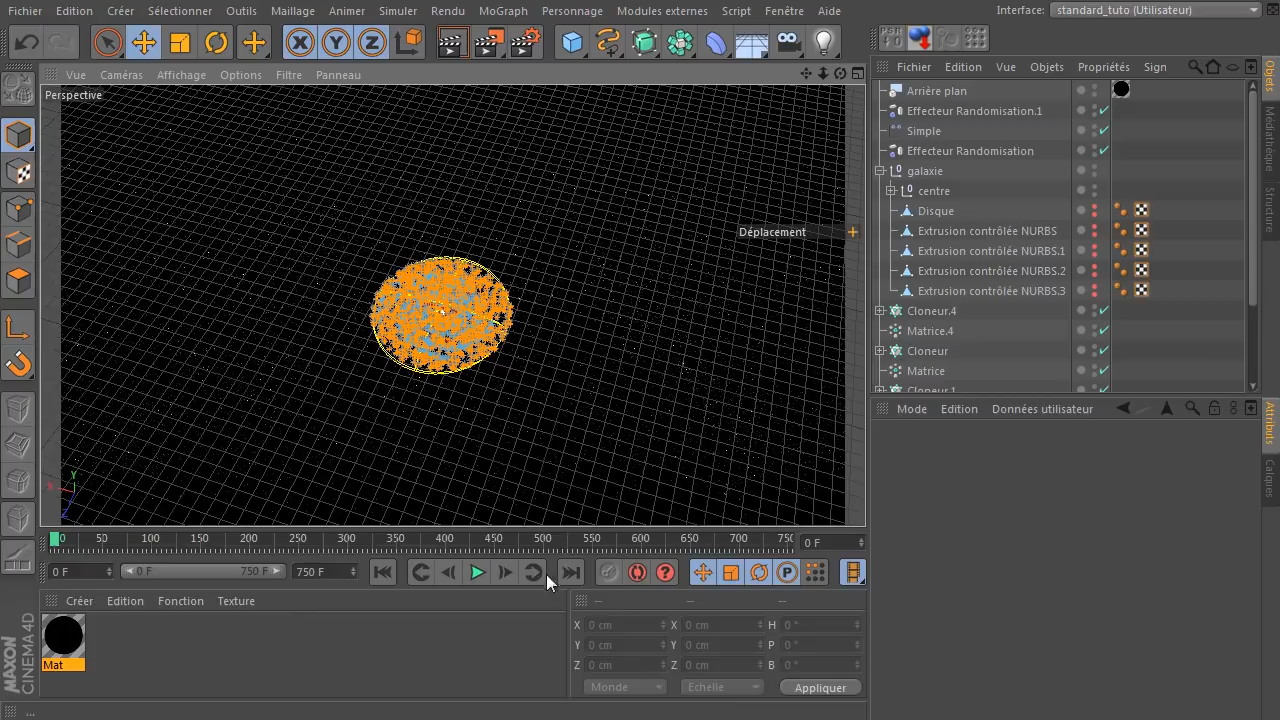 Fichier Edition Créer Sélectionner Outils Maillage Animer Simuler Rendu MoGraph Personnage Modules externes Script Fenêtre Aide Interface: standard_tuto (Utilisateur)
PSR
Vue Caméras Affichage Options Filtre Panneau
Fichier Edition Vue Objets Propriétés Sign
Perspective
Arrière plan
Effecteur Randomisation.1
Simple
Effecteur Randomisation
galaxie
centre
Disque
Extrusion contrôlée NURBS
Extrusion contrôlée NURBS.1
Extrusion contrôlée NURBS.2
Extrusion contrôlée NURBS.3
Cloneur.4
Matrice.4
Cloneur
Matrice
Cloneur.1
Objets
Médiathèque
Structure
Déplacement
X Y Z
Mode Edition Données utilisateur
Attributs
Calques
0 50 100 150 200 250 300 350 400 450 500 550 600 650 700 750
0 F
0 F 0 F 750 F 750 F
Créer Edition Fonction Texture
Mat
-- -- --
X 0 cm X 0 cm H 0 °
Y 0 cm Y 0 cm P 0 °
Z 0 cm Z 0 cm B 0 °
Monde Echelle Appliquer
MAXON CINEMA 4D
...